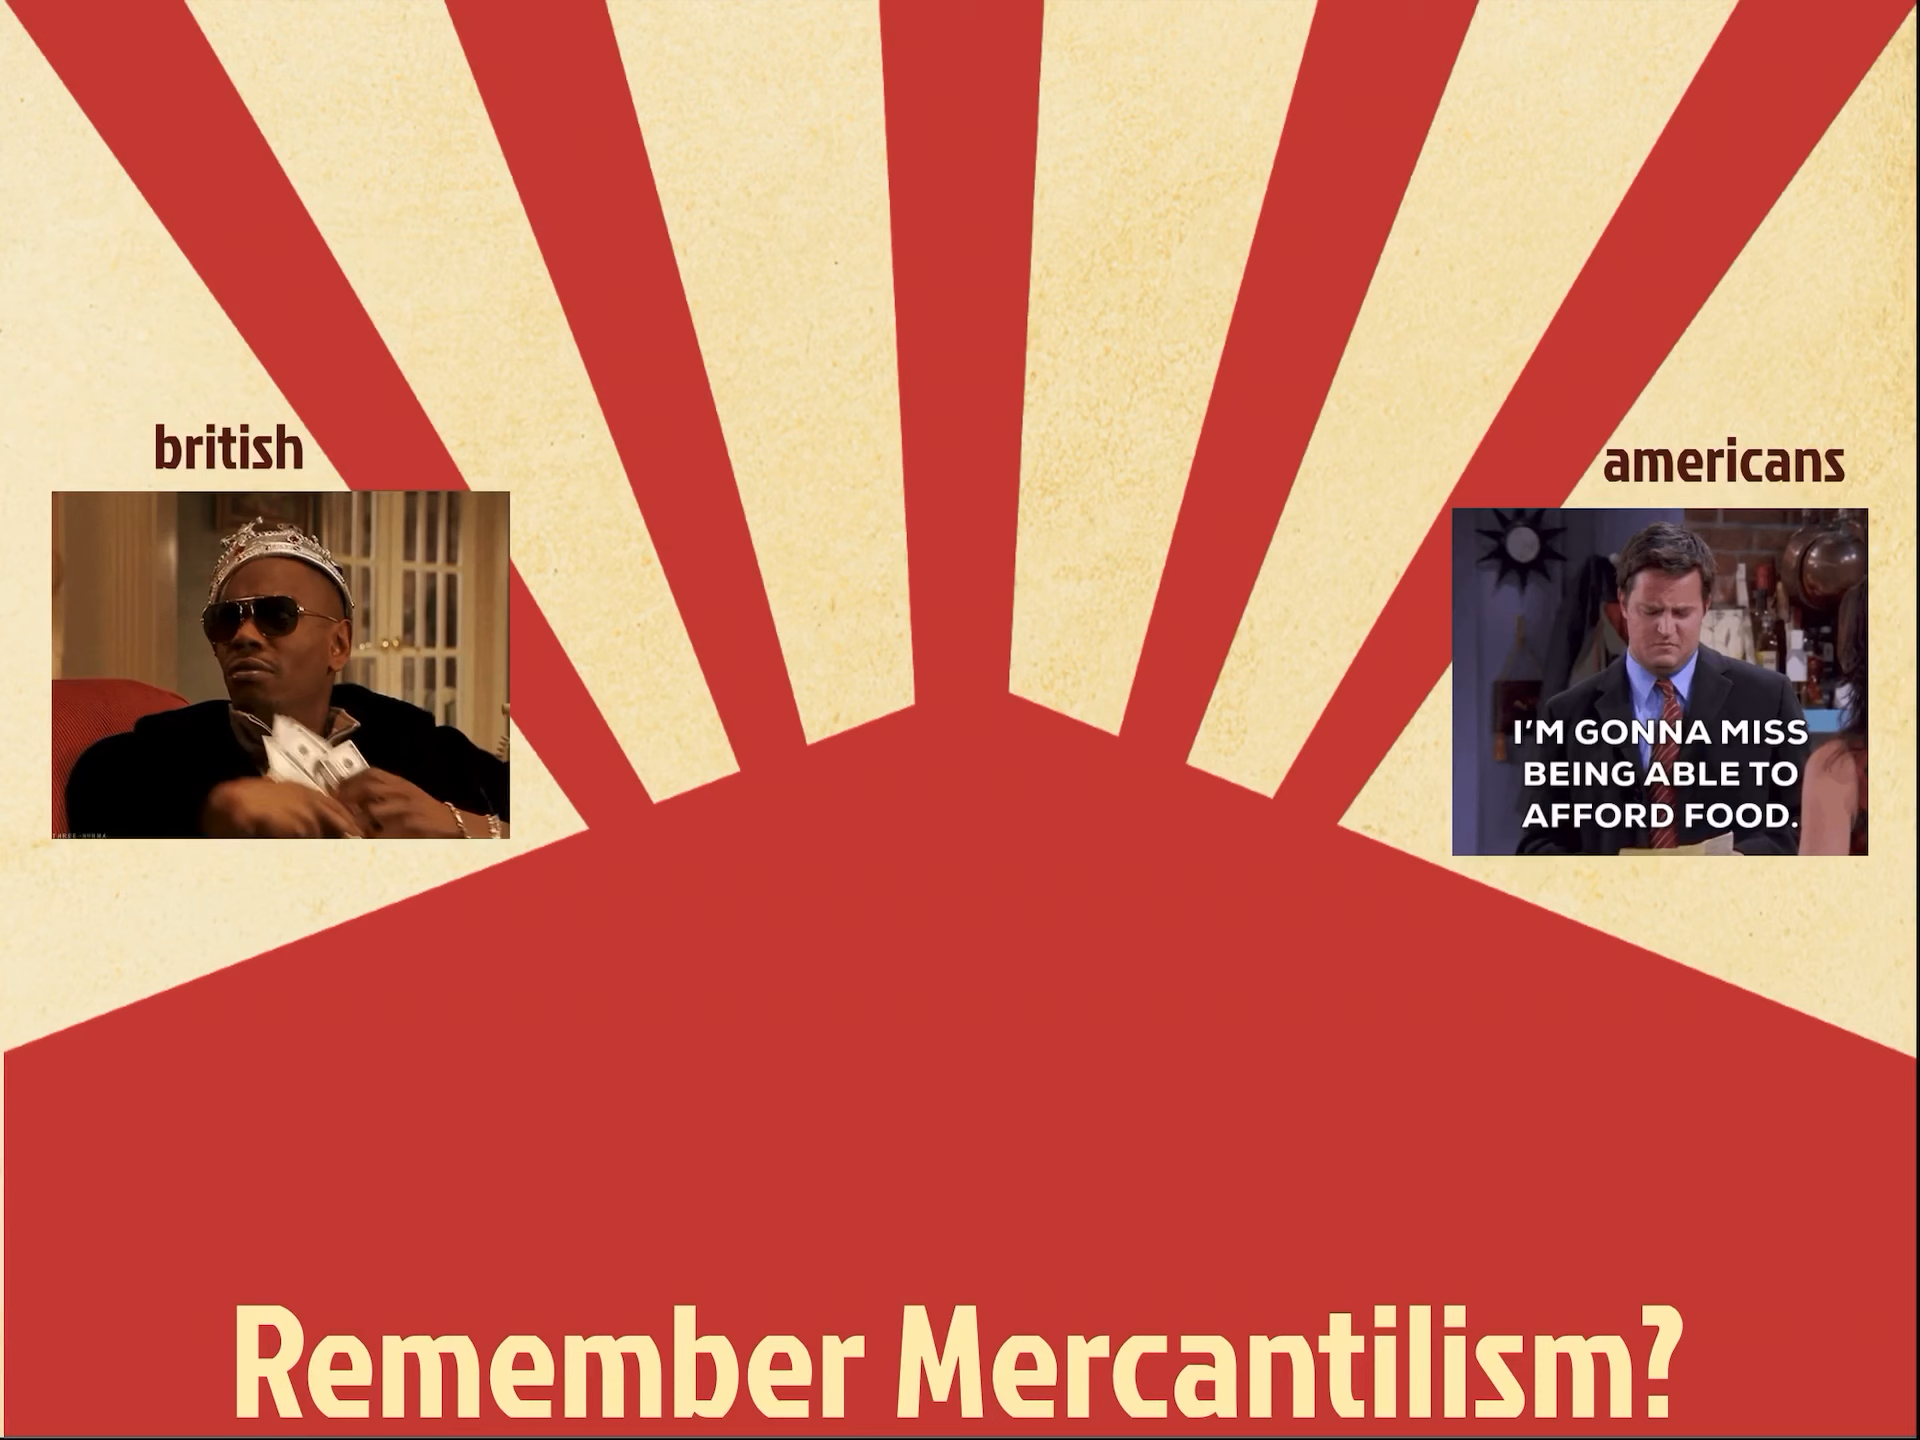 british
americans
I'M GONNA MISS
BEING ABLE TO
AFFORD FOOD.
Remember Mercantilism?